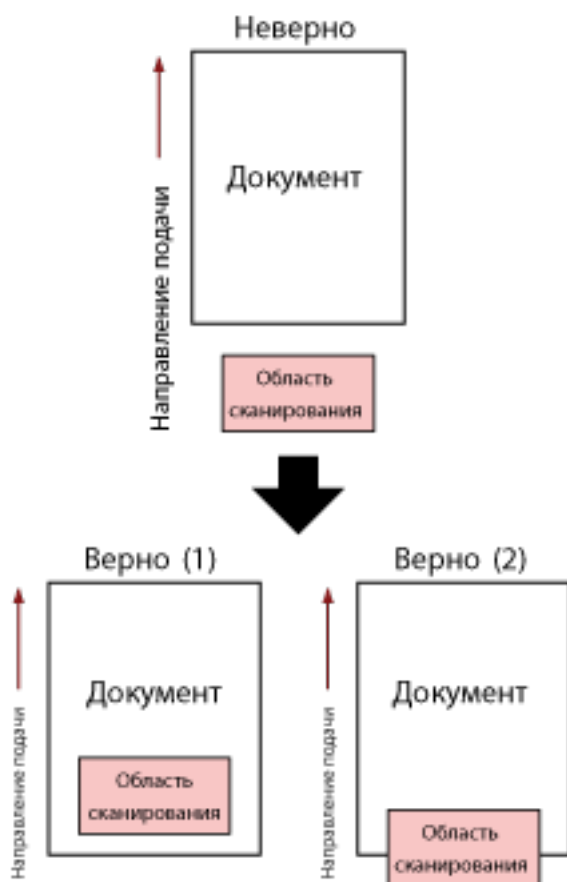 Неверно
Направление подачи
Документ
Область
сканирования
Верно (1)
Верно (2)
Направление подачи
Документ
Область
сканирования
Направление подачи
Документ
Область
сканирования